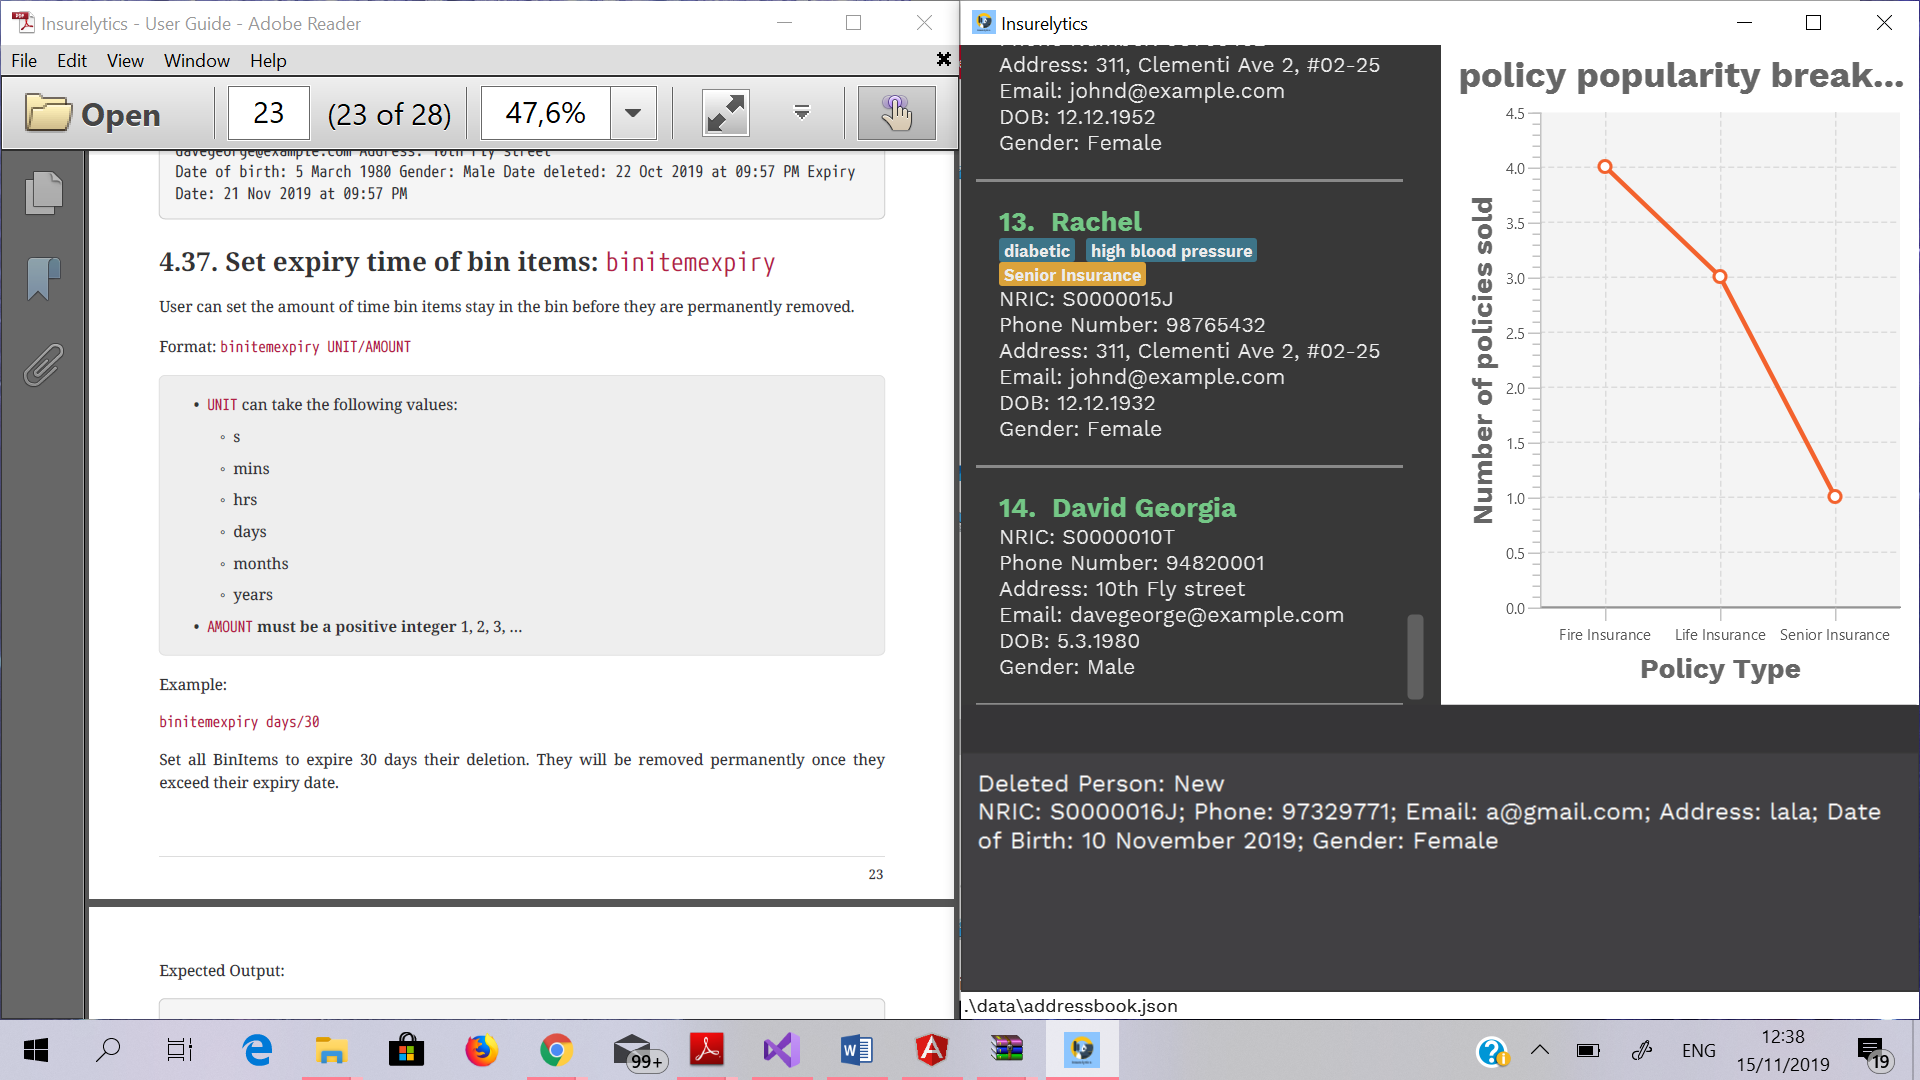 Insurelytics - User Guide - Adobe Reader
File Edit View Window Help
Open 23 (23 of 28) 47,6%
davegeorge@example.com Address: 10th Fly street
Date of birth: 5 March 1980 Gender: Male Date deleted: 22 Oct 2019 at 09:57 PM Expiry
Date: 21 Nov 2019 at 09:57 PM
4.37. Set expiry time of bin items: binitemexpiry
User can set the amount of time bin items stay in the bin before they are permanently removed.
Format: binitemexpiry UNIT/AMOUNT
• UNIT can take the following values:
◦ s
◦ mins
◦ hrs
◦ days
◦ months
◦ years
• AMOUNT must be a positive integer 1, 2, 3, ...
Example:
binitemexpiry days/30
Set all BinItems to expire 30 days their deletion. They will be removed permanently once they
exceed their expiry date.
23
Expected Output:
Insurelytics
Address: 311, Clementi Ave 2, #02-25
Email: johnd@example.com
DOB: 12.12.1952
Gender: Female
13. Rachel
diabetic high blood pressure
Senior Insurance
NRIC: S0000015J
Phone Number: 98765432
Address: 311, Clementi Ave 2, #02-25
Email: johnd@example.com
DOB: 12.12.1932
Gender: Female
14. David Georgia
NRIC: S0000010T
Phone Number: 94820001
Address: 10th Fly street
Email: davegeorge@example.com
DOB: 5.3.1980
Gender: Male
policy popularity break...
Number of policies sold
4.5
4.0
3.5
3.0
2.5
2.0
1.5
1.0
0.5
0.0
Fire Insurance Life Insurance Senior Insurance
Policy Type
Deleted Person: New
NRIC: S0000016J; Phone: 97329771; Email: a@gmail.com; Address: lala; Date
of Birth: 10 November 2019; Gender: Female
.\data\addressbook.json
99+
ENG
12:38
15/11/2019
19